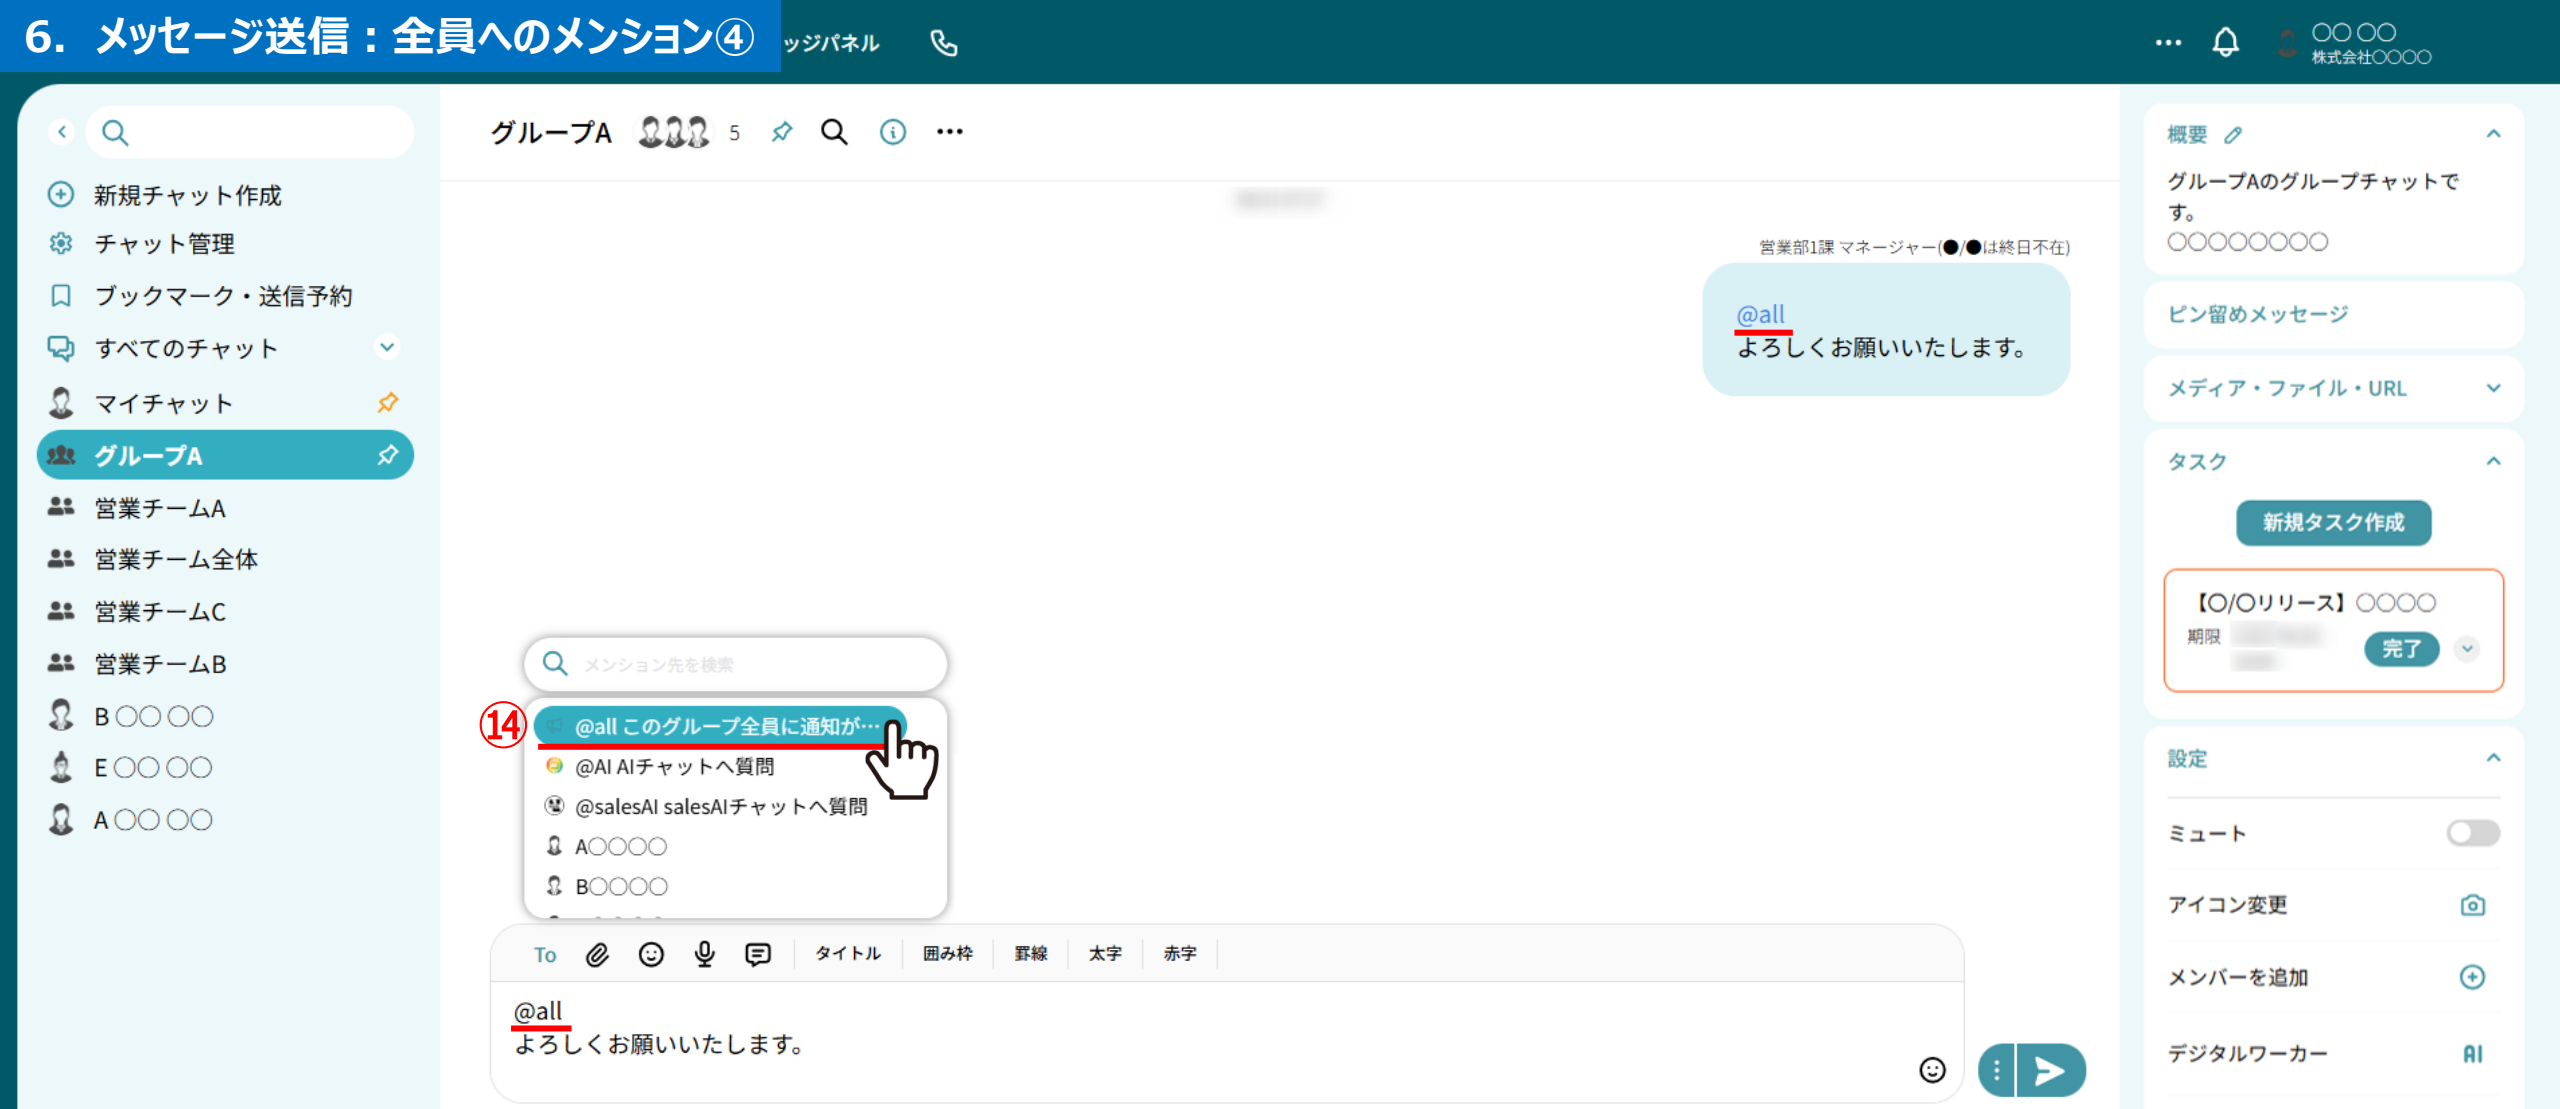 6. メッセージ送信：全員へのメンション④
ッジパネル
〇〇 〇〇
株式会社〇〇〇〇
新規チャット作成
チャット管理
ブックマーク・送信予約
すべてのチャット
マイチャット
グループA
営業チームA
営業チーム全体
営業チームC
営業チームB
B 〇〇 〇〇
E 〇〇 〇〇
A 〇〇 〇〇
グループA 5
営業部1課 マネージャー(●/●は終日不在)
@all
よろしくお願いいたします。
メンション先を検索
⑭
@all このグループ全員に通知が…
@AI AIチャットへ質問
@salesAI salesAIチャットへ質問
A〇〇〇〇
B〇〇〇〇
To タイトル 囲み枠 罫線 太字 赤字
@all
よろしくお願いいたします。
概要
グループAのグループチャットで
す。
〇〇〇〇〇〇〇〇
ピン留めメッセージ
メディア・ファイル・URL
タスク
新規タスク作成
【〇/〇リリース】〇〇〇〇
期限
完了
設定
ミュート
アイコン変更
メンバーを追加
デジタルワーカー AI